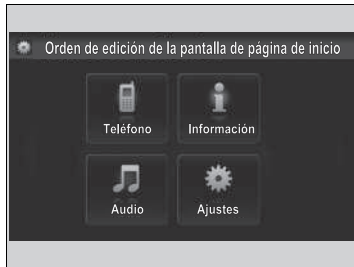 Orden de edición de la pantalla de página de inicio
Teléfono
Información
Audio
Ajustes